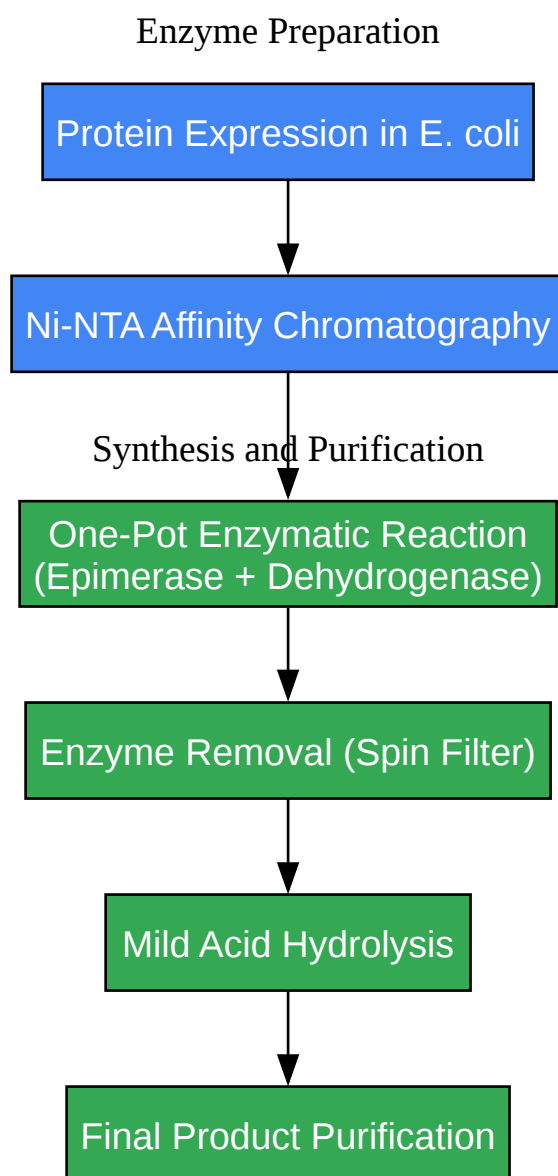 Enzyme Preparation
Protein Expression in E. coli
Ni-NTA Affinity Chromatography
Synthesis and Purification
One-Pot Enzymatic Reaction
(Epimerase + Dehydrogenase)
Enzyme Removal (Spin Filter)
Mild Acid Hydrolysis
Final Product Purification